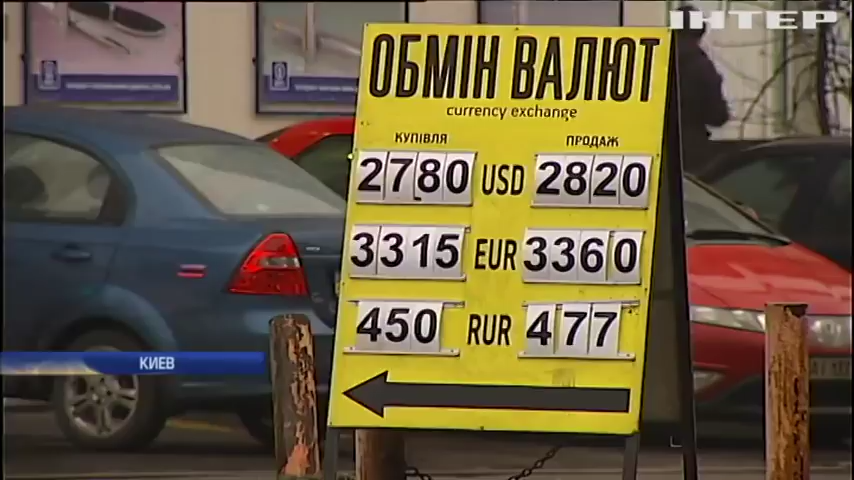 ІНТЕР
ОБМІН ВАЛЮТ
currency exchange
КУПІВЛЯ ПРОДАЖ
2780 USD 2820
3315 EUR 3360
450 RUR 477
КИЕВ